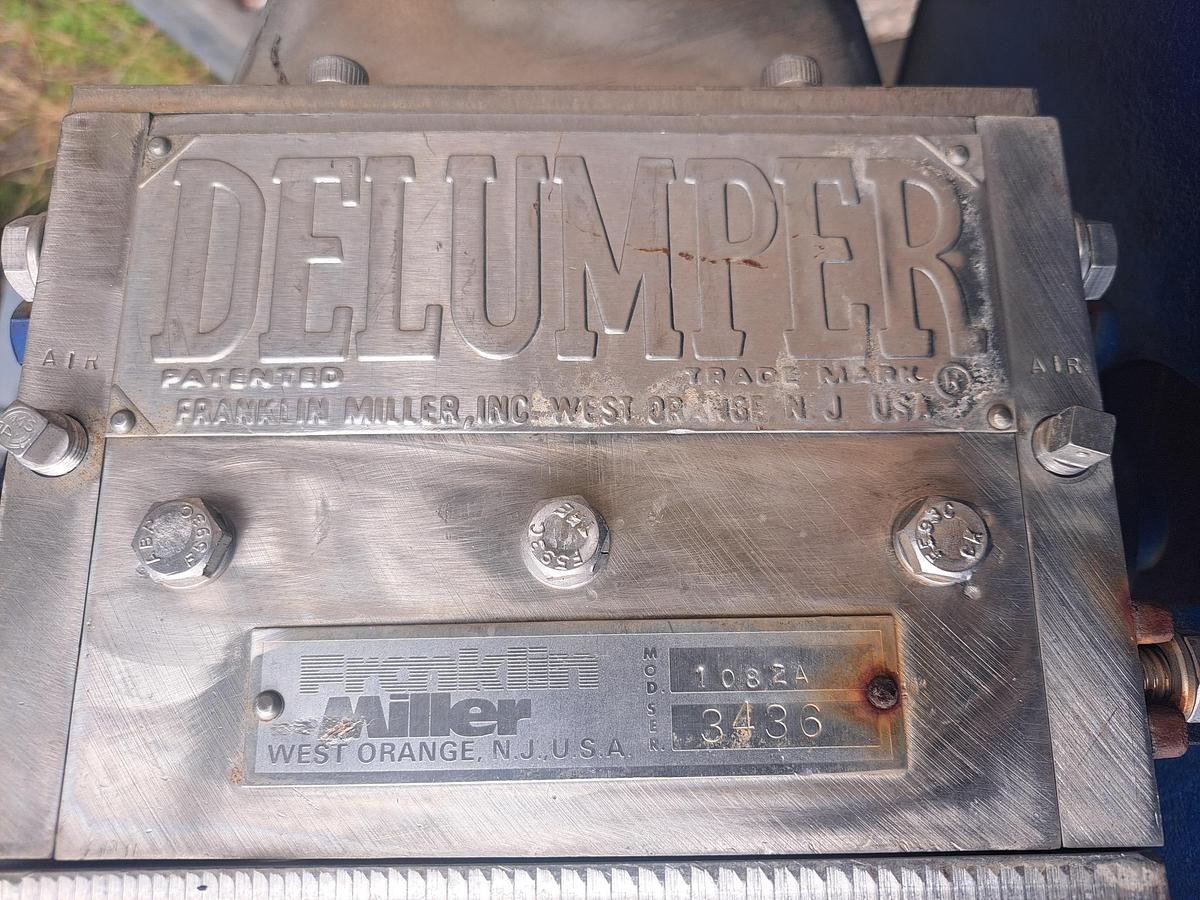 DELUMPER
PATENTED TRADE MARK ®
FRANKLIN MILLER, INC WEST ORANGE N.J USA
AIR
AIR
Franklin
Miller
WEST ORANGE, N.J., U.S.A.
MOD. 1082A
SER. 3436